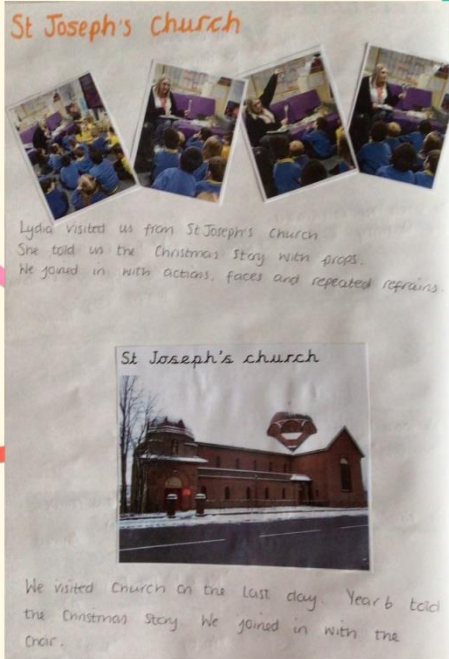 St Joseph's Church
Lydia visited us from St Joseph's Church
She told us the Christmas Story with props.
We joined in with actions, faces and repeated refrains.
St Joseph's church
We visited Church on the last day. Year 6 told
the Christmas Story. We joined in with the
Choir.